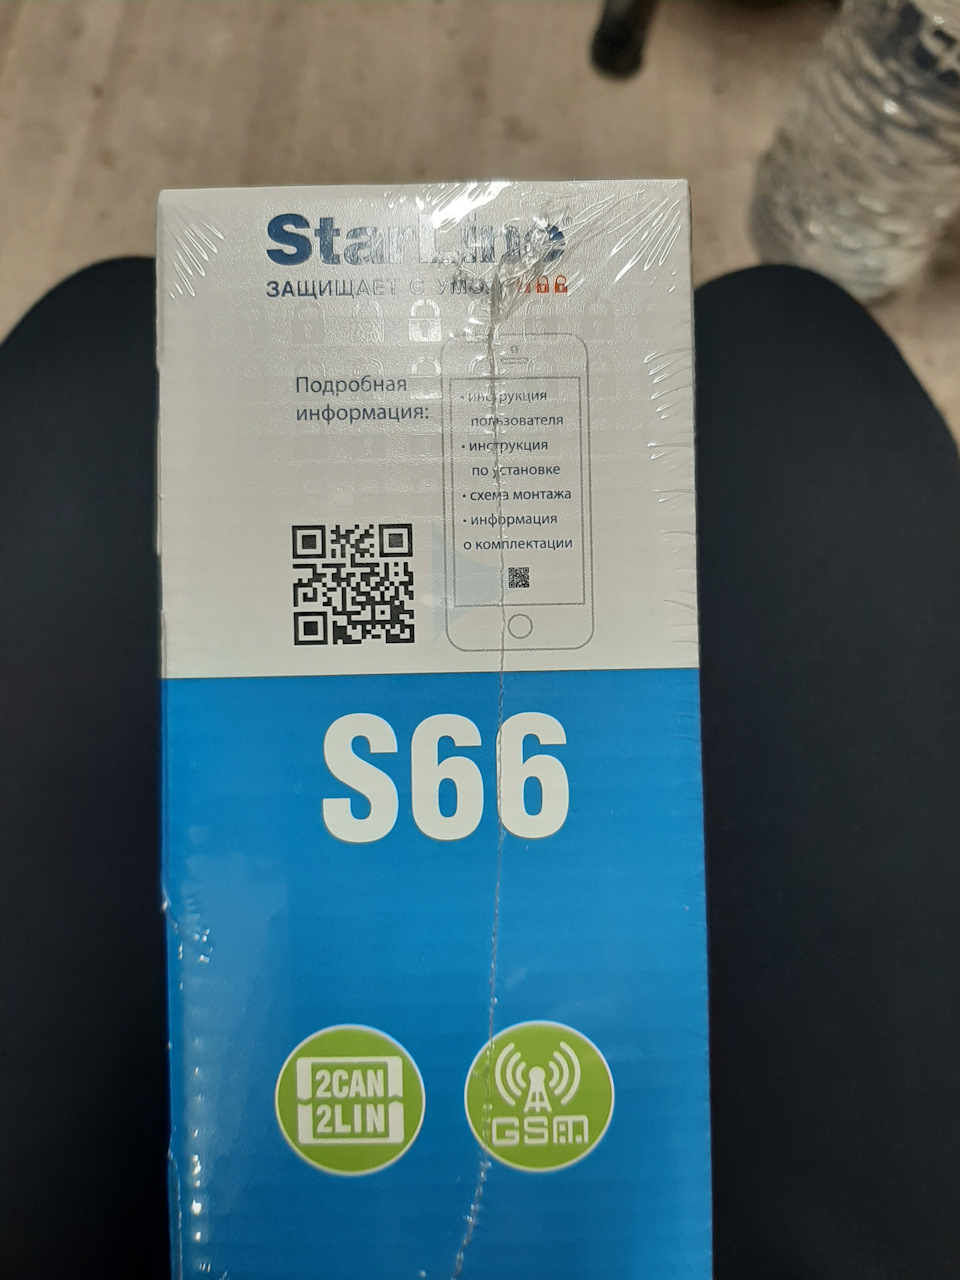 StarLine
ЗАЩИЩАЕТ С УМОМ
Подробная
информация:
• инструкция
пользователя
• инструкция
по установке
• схема монтажа
• информация
о комплектации
S66
2CAN
2LIN
GSM